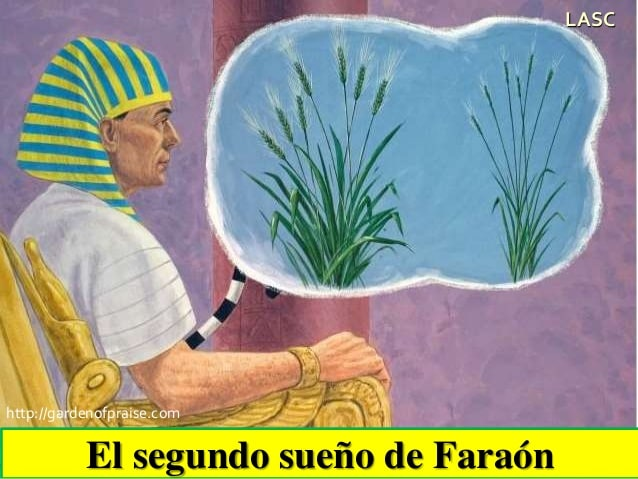 LASC
http://gardenofpraise.com
El segundo sueño de Faraón